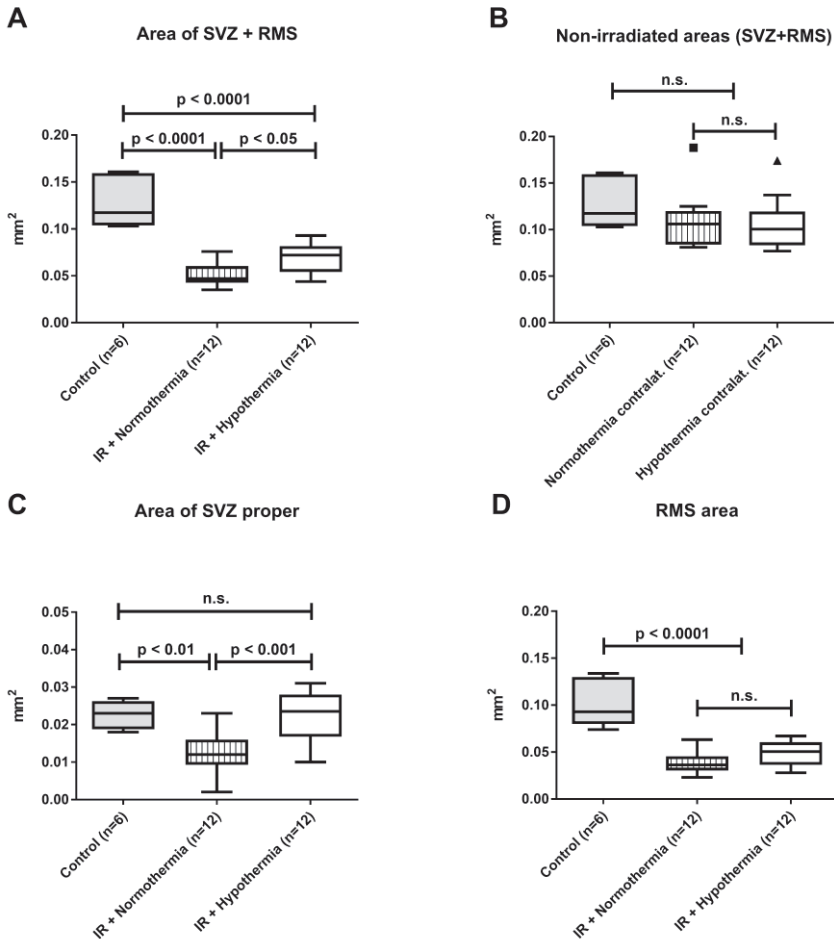 A
Area of SVZ + RMS
p < 0.0001
p < 0.0001
p < 0.05
0.20
0.15
0.10
0.05
0.00
mm²
Control (n=6)
IR + Normothermia (n=12)
IR + Hypothermia (n=12)
B
Non-irradiated areas (SVZ+RMS)
n.s.
n.s.
0.20
0.15
0.10
0.05
0.00
mm²
Control (n=6)
Normothermia contralat. (n=12)
Hypothermia contralat. (n=12)
C
Area of SVZ proper
n.s.
p < 0.01
p < 0.001
0.05
0.04
0.03
0.02
0.01
0.00
mm²
Control (n=6)
IR + Normothermia (n=12)
IR + Hypothermia (n=12)
D
RMS area
p < 0.0001
n.s.
0.20
0.15
0.10
0.05
0.00
mm²
Control (n=6)
IR + Normothermia (n=12)
IR + Hypothermia (n=12)